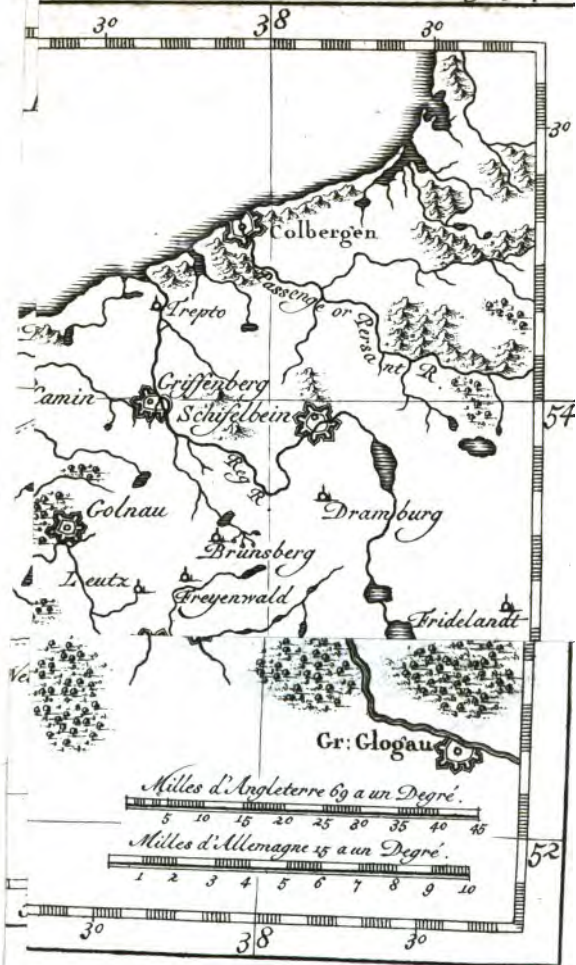 30 38 30
30
Colbergen
Passenge or Persant R.
Trepto
Camin
Griffenberg
54
Schifelbein
Reg R.
Golnau
Dramburg
Brunsberg
Leutz
Freyenwald
Fridelandt
Gr: Glogau
Milles d'Angleterre 69 a un Degré.
5 10 15 20 25 30 35 40 45
52
Milles d'Allemagne 15 a un Degré.
1 2 3 4 5 6 7 8 9 10
30 38 30